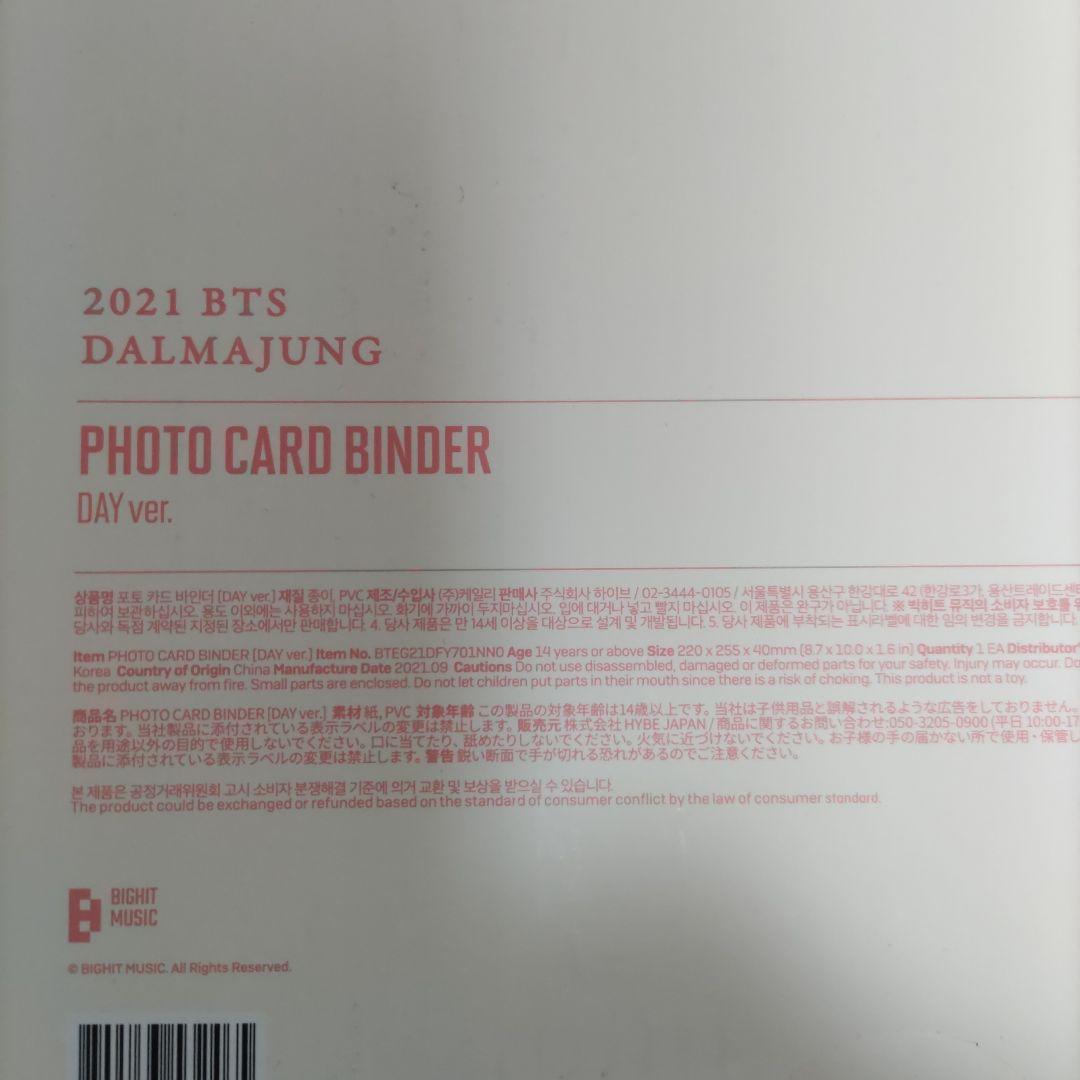 2021 BTS
DALMAJUNG
PHOTO CARD BINDER
DAY ver.
상품명 포토 카드 바인더 [DAY ver.] 재질 종이, PVC 제조/수입사 (주)케일리 판매사 주식회사 하이브 / 02-3444-0105 / 서울특별시 용산구 한강대로 42 (한강로3가, 용산트레이드센
피하여 보관하십시오. 용도 이외에는 사용하지 마십시오. 화기에 가까이 두지마십시오. 입에 대거나 넣고 빨지 마십시오. 이 제품은 완구가 아닙니다. ※ 빅히트 뮤직의 소비자 보호를 위
당사와 독점 계약된 지정된 장소에서만 판매합니다. 4. 당사 제품은 만 14세 이상을 대상으로 설계 및 개발됩니다. 5. 당사 제품에 부착되는 표시라벨에 대한 임의 변경을 금지합니다.
Item PHOTO CARD BINDER [DAY ver.] Item No. BTEG21DFY701NN0 Age 14 years or above Size 220 x 255 x 40mm (8.7 x 10.0 x 1.6 in) Quantity 1 EA Distributor
Korea Country of Origin China Manufacture Date 2021.09 Cautions Do not use disassembled, damaged or deformed parts for your safety. Injury may occur. Do
the product away from fire. Small parts are enclosed. Do not let children put parts in their mouth since there is a risk of choking. This product is not a toy.
商品名 PHOTO CARD BINDER [DAY ver.] 素材 紙, PVC 対象年齢 この製品の対象年齢は14歳以上です。当社は子供用品と誤解されるような広告をしておりません。
おります。当社製品に添付されている表示ラベルの変更は禁止します。販売元 株式会社 HYBE JAPAN / 商品に関するお問い合わせ:050-3205-0900 (平日 10:00-17
品を用途以外の目的で使用しないでください。口に当てたり、舐めたりしないでください。火気に近づけないでください。お子様の手の届かない所で使用・保管し
製品に添付されている表示ラベルの変更は禁止します。警告 鋭い断面で手が切れる恐れがあるのでご注意ください。
본 제품은 공정거래위원회 고시 소비자 분쟁해결 기준에 의거 교환 및 보상을 받으실 수 있습니다.
The product could be exchanged or refunded based on the standard of consumer conflict by the law of consumer standard.
BIGHIT
MUSIC
© BIGHIT MUSIC. All Rights Reserved.